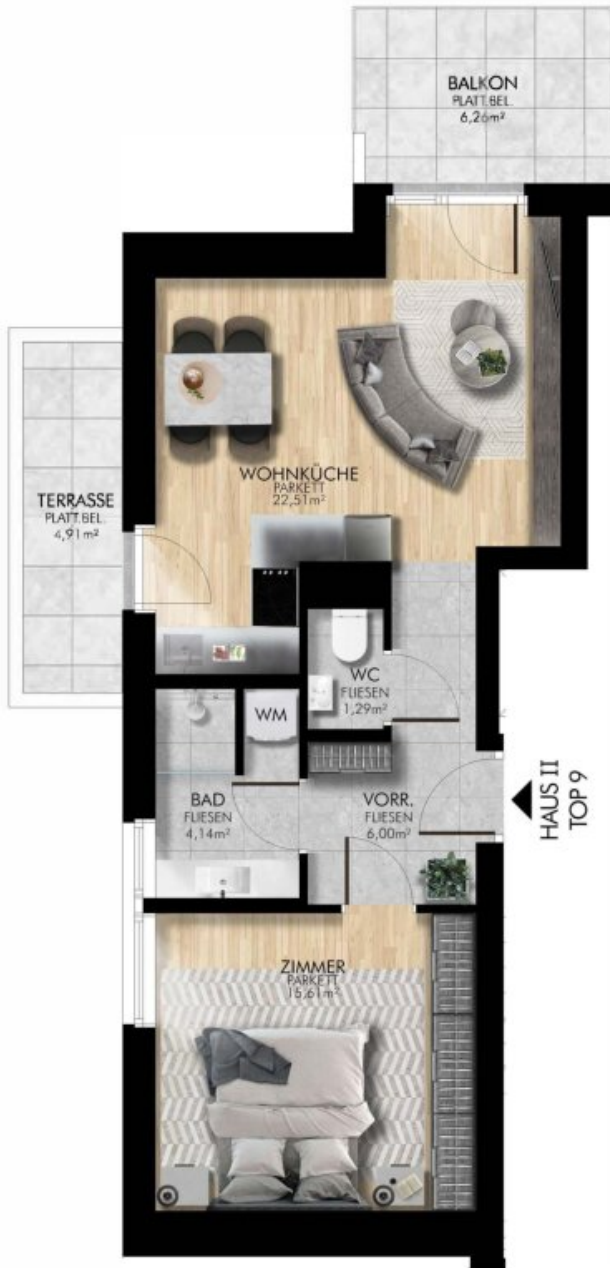 BALKON
PLATT.BEL.
6,26m²
WOHNKÜCHE
PARKETT
22,51m²
TERRASSE
PLATT.BEL.
4,91m²
WC
FLIESEN
1,29m²
WM
BAD
FLIESEN
4,14m²
VORR.
FLIESEN
6,00m²
HAUS II
TOP 9
ZIMMER
PARKETT
15,61m²